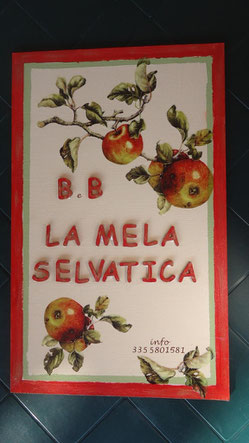 B.B
LA MELA
SELVATICA
info
335 5801581